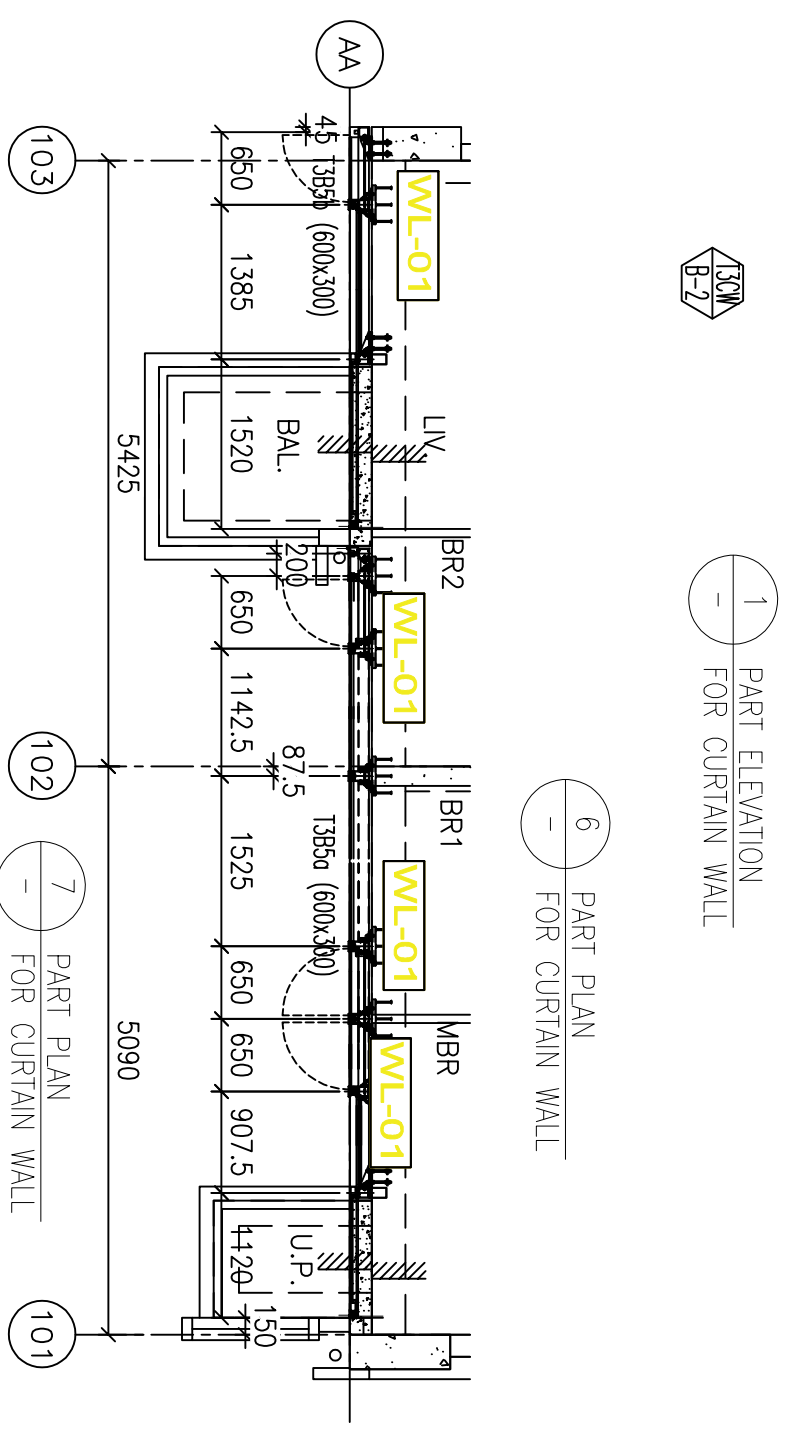 AA
103
102
101
45
T3B5b (600x300)
WL-01
650
1385
1520
5425
BAL.
LIV
BR2
200
650
WL-01
1142.5
87.5
BR1
T3B5a (600x300)
1525
WL-01
650
650
MBR
WL-01
907.5
5090
1120
U.P.
150
T3CW
B-2
1
-
PART ELEVATION
FOR CURTAIN WALL
6
-
PART PLAN
FOR CURTAIN WALL
7
-
PART PLAN
FOR CURTAIN WALL